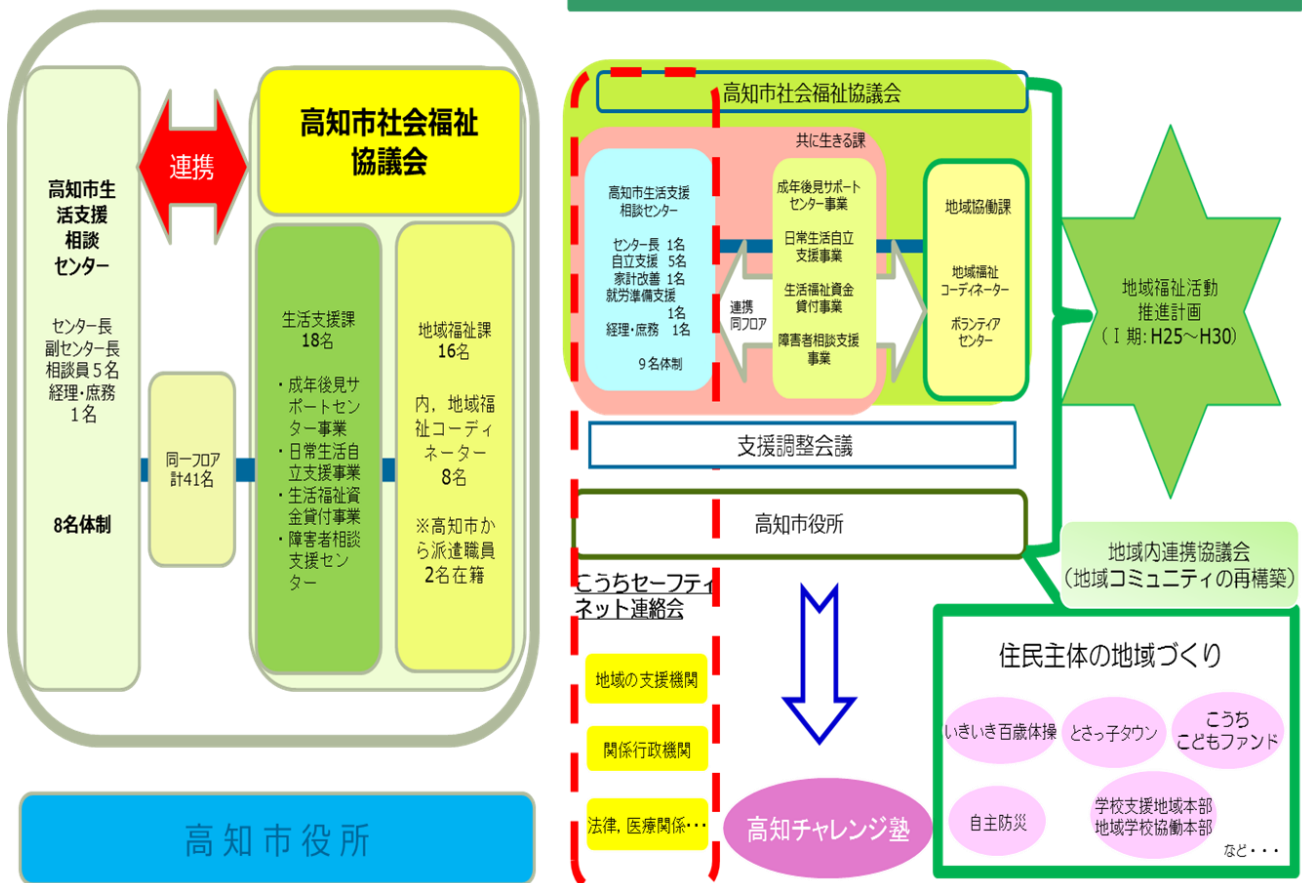 高知市生
活支援
相談
センター
センター長
副センター長
相談員5名
経理・庶務
1名
8名体制
連携
同一フロア
計41名
高知市社会福祉
協議会
生活支援課
18名
・成年後見サ
ポートセン
ター事業
・日常生活自
立支援事業
・生活福祉資
金貸付事業
・障害者相談
支援セン
ター
地域福祉課
16名
内，地域福
祉コーディ
ネーター
8名
※高知市か
ら派遣職員
2名在籍
高知市役所
高知市社会福祉協議会
共に生きる課
高知市生活支援
相談センター
センター長 1名
自立支援 5名
家計改善 1名
就労準備支援
1名
経理・庶務 1名
9名体制
連携
同フロア
成年後見サポート
センター事業
日常生活自立
支援事業
生活福祉資金
貸付事業
障害者相談支援
事業
地域協働課
地域福祉
コーディネーター
ボランティア
センター
支援調整会議
高知市役所
こうちセーフティ
ネット連絡会
地域の支援機関
関係行政機関
法律，医療関係・・・
高知チャレンジ塾
地域福祉活動
推進計画
（Ⅰ期：H25～H30）
地域内連携協議会
（地域コミュニティの再構築）
住民主体の地域づくり
いきいき百歳体操
とさっ子タウン
こうち
こどもファンド
自主防災
学校支援地域本部
地域学校協働本部
など・・・